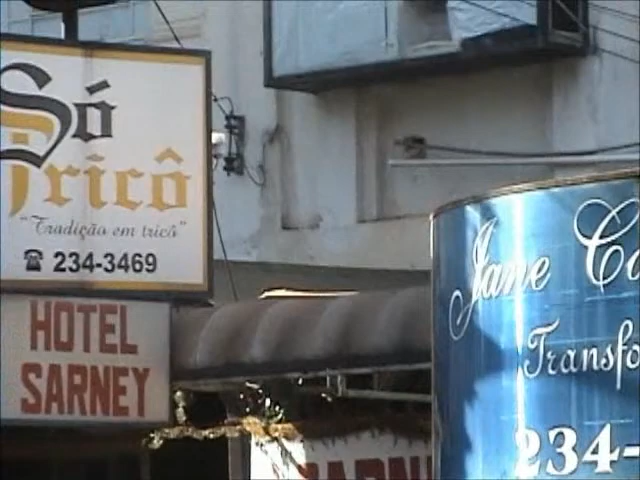 Só
Tricô
"Tradição em tricô"
☎ 234-3469
HOTEL
SARNEY
Jane
Transfo
234-